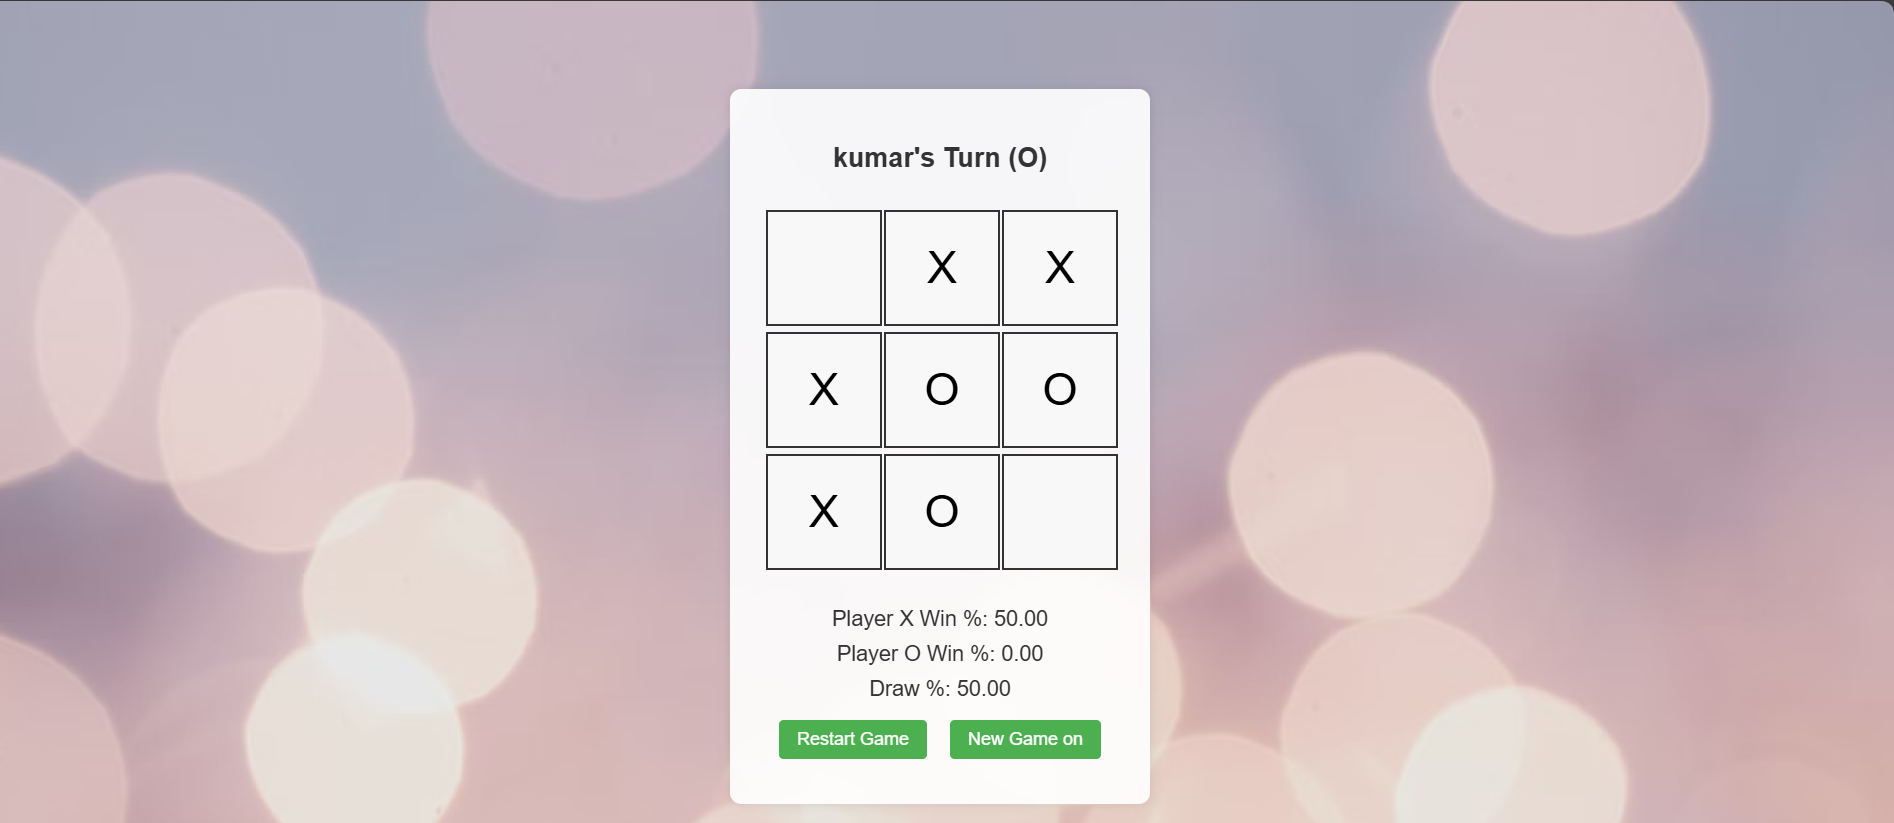 kumar's Turn (O)
X X
X O O
X O
Player X Win %: 50.00
Player O Win %: 0.00
Draw %: 50.00
Restart Game New Game on